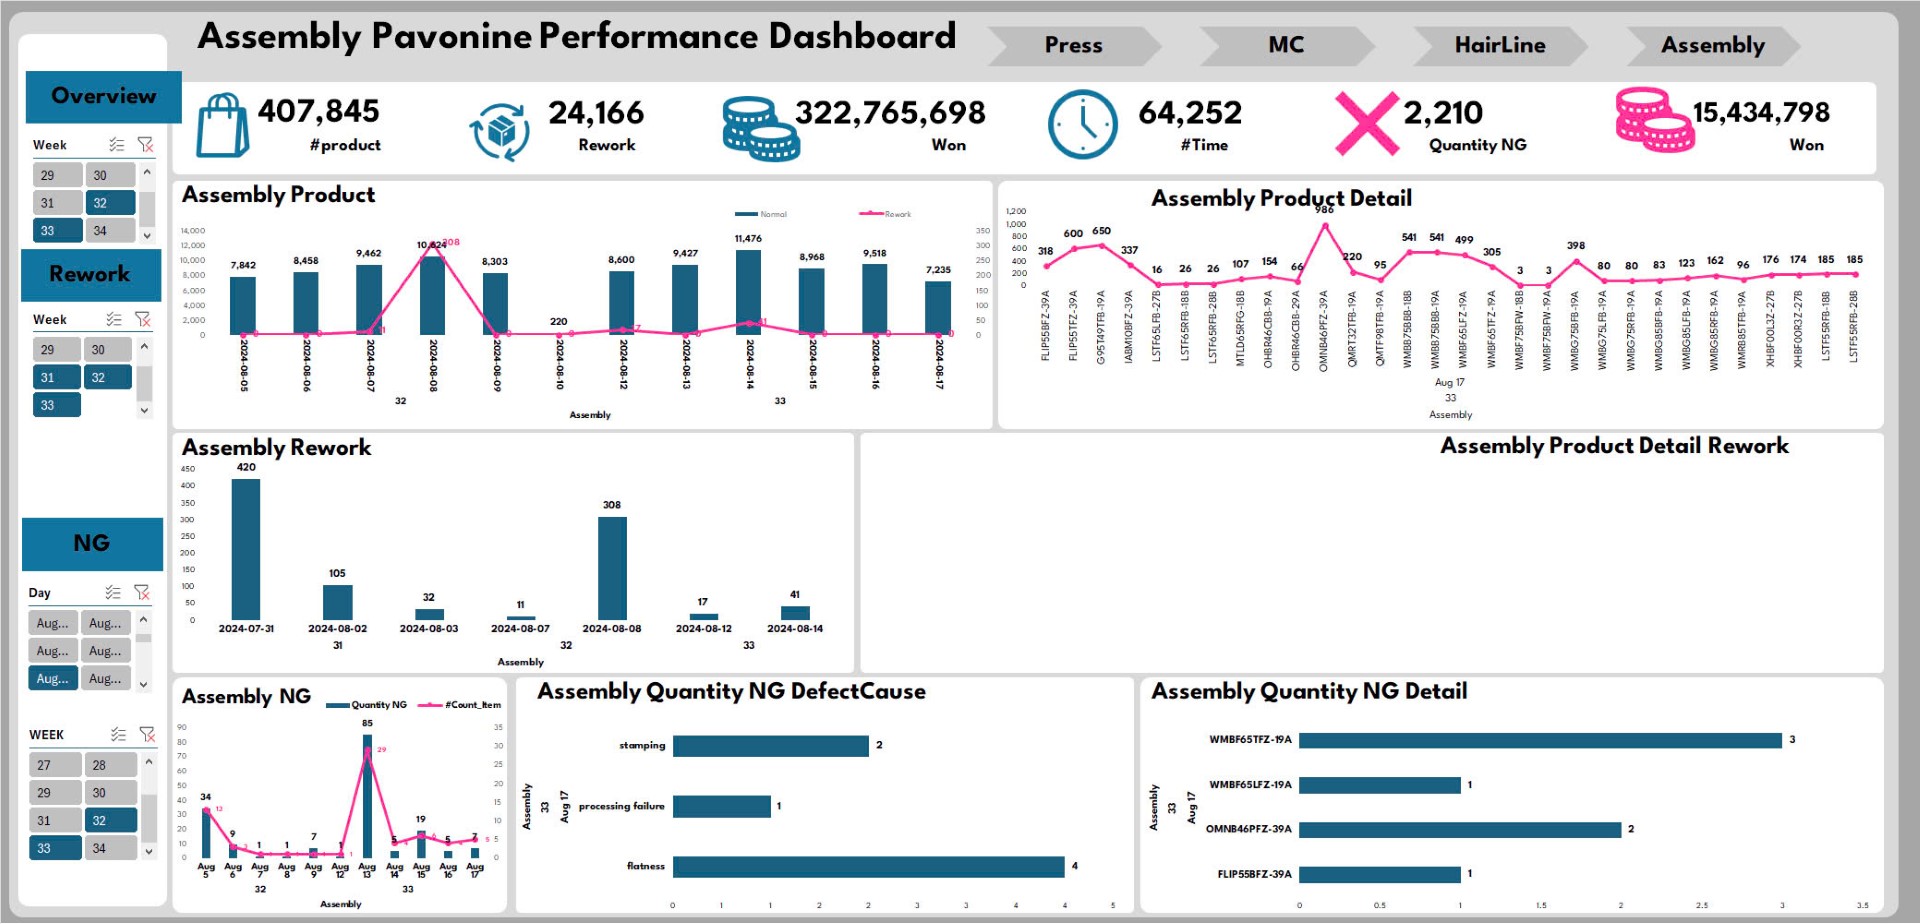 Assembly Pavonine Performance Dashboard
Press
MC
HairLine
Assembly
Overview
407,845
#product
24,166
Rework
322,765,698
Won
64,252
#Time
2,210
Quantity NG
15,434,798
Won
Week
29 30
31 32
33 34
Rework
Week
29 30
31 32
33
NG
Day
Aug... Aug...
Aug... Aug...
Aug... Aug...
WEEK
27 28
29 30
31 32
33 34
Assembly Product
Normal Rework
14,000
12,000
10,000
8,000
6,000
4,000
2,000
0
7,842 8,458 9,462 10,624 8,303 220 8,600 9,427 11,476 8,968 9,518 7,235
308
350
300
250
200
150
100
50
0
2024-08-05 2024-08-06 2024-08-07 2024-08-08 2024-08-09 2024-08-10 2024-08-12 2024-08-13 2024-08-14 2024-08-15 2024-08-16 2024-08-17
32 33
Assembly
Assembly Product Detail
1,200
1,000
800
600
400
200
0
318 600 650 337 16 26 26 107 154 66 986 220 95 541 541 499 305 3 3 398 80 80 83 123 162 96 176 174 185 185
FLIP55BFZ-39A FLIP55TFZ-39A G95T49TFB-19A IABM10BFZ-39A LSTF65LFB-27B LSTF65RFB-18B LSTF65RFB-28B MTLD65RFG-18B OHBR46CBB-19A OHBR46CBB-29A OMNB46PFZ-39A QMRT32TFB-19A QMTF98TFB-19A WMBB75BBB-18B WMBB75BBB-19A WMBF65LFZ-19A WMBF65TFZ-19A WMBF75BFW-18B WMBF75BFW-19A WMBG75BFB-19A WMBG75LFB-19A WMBG75RFB-19A WMBG85BFB-19A WMBG85LFB-19A WMBG85RFB-19A WMRB85TFB-19A XHBF00L3Z-27B XHBF00R3Z-27B LSTF55RFB-18B LSTF55RFB-28B
Aug 17
33
Assembly
Assembly Rework
450
400
350
300
250
200
150
100
50
0
420 105 32 11 308 17 41
2024-07-31 2024-08-02 2024-08-03 2024-08-07 2024-08-08 2024-08-12 2024-08-14
31 32 33
Assembly
Assembly Product Detail Rework
Assembly NG
Quantity NG #Count_Item
90
80
70
60
50
40
30
20
10
0
34 9 1 1 7 1 85 5 19 5 7
12 29
35
30
25
20
15
10
5
0
Aug 5 Aug 6 Aug 7 Aug 8 Aug 9 Aug 12 Aug 13 Aug 14 Aug 15 Aug 16 Aug 17
32 33
Assembly
Assembly Quantity NG DefectCause
Assembly
33
Aug 17
stamping 2
processing failure 1
flatness 4
0 1 1 2 2 3 3 4 4 5
Assembly Quantity NG Detail
Assembly
33
Aug 17
WMBF65TFZ-19A 3
WMBF65LFZ-19A 1
OMNB46PFZ-39A 2
FLIP55BFZ-39A 1
0 0.5 1 1.5 2 2.5 3 3.5